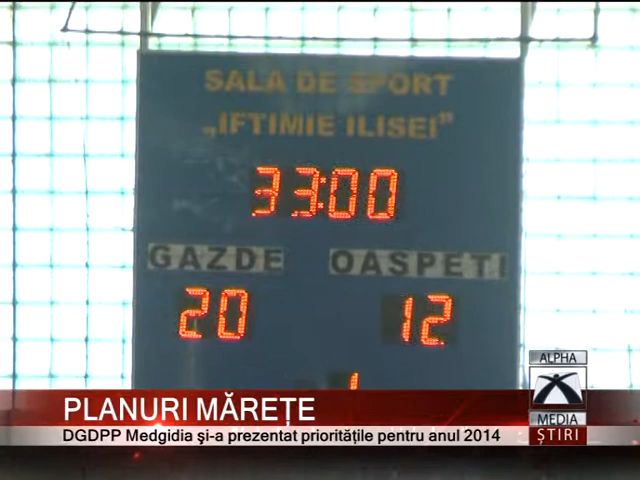 SALA DE SPORT
„IFTIMIE ILISEI”
33:00
GAZDE OASPETI
20 12
1
ALPHA
MEDIA
ŞTIRI
PLANURI MĂREŢE
DGDPP Medgidia şi-a prezentat priorităţile pentru anul 2014